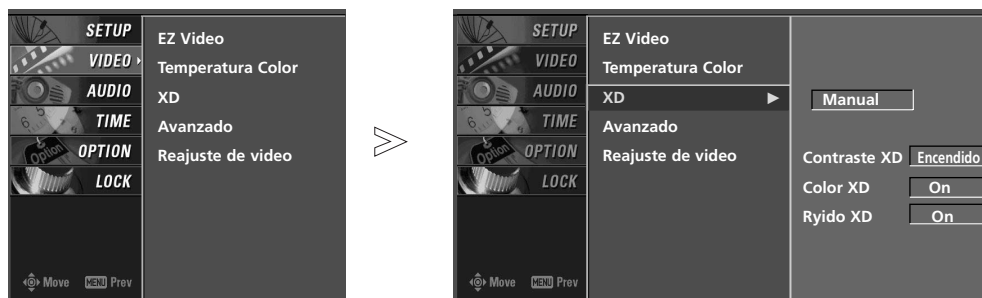 SETUP
VIDEO
AUDIO
TIME
OPTION
LOCK
Move MENU Prev
EZ Video
Temperatura Color
XD
Avanzado
Reajuste de video
SETUP
VIDEO
AUDIO
TIME
OPTION
LOCK
Move MENU Prev
EZ Video
Temperatura Color
XD
Avanzado
Reajuste de video
Manual
Contraste XD Encendido
Color XD On
Ryido XD On